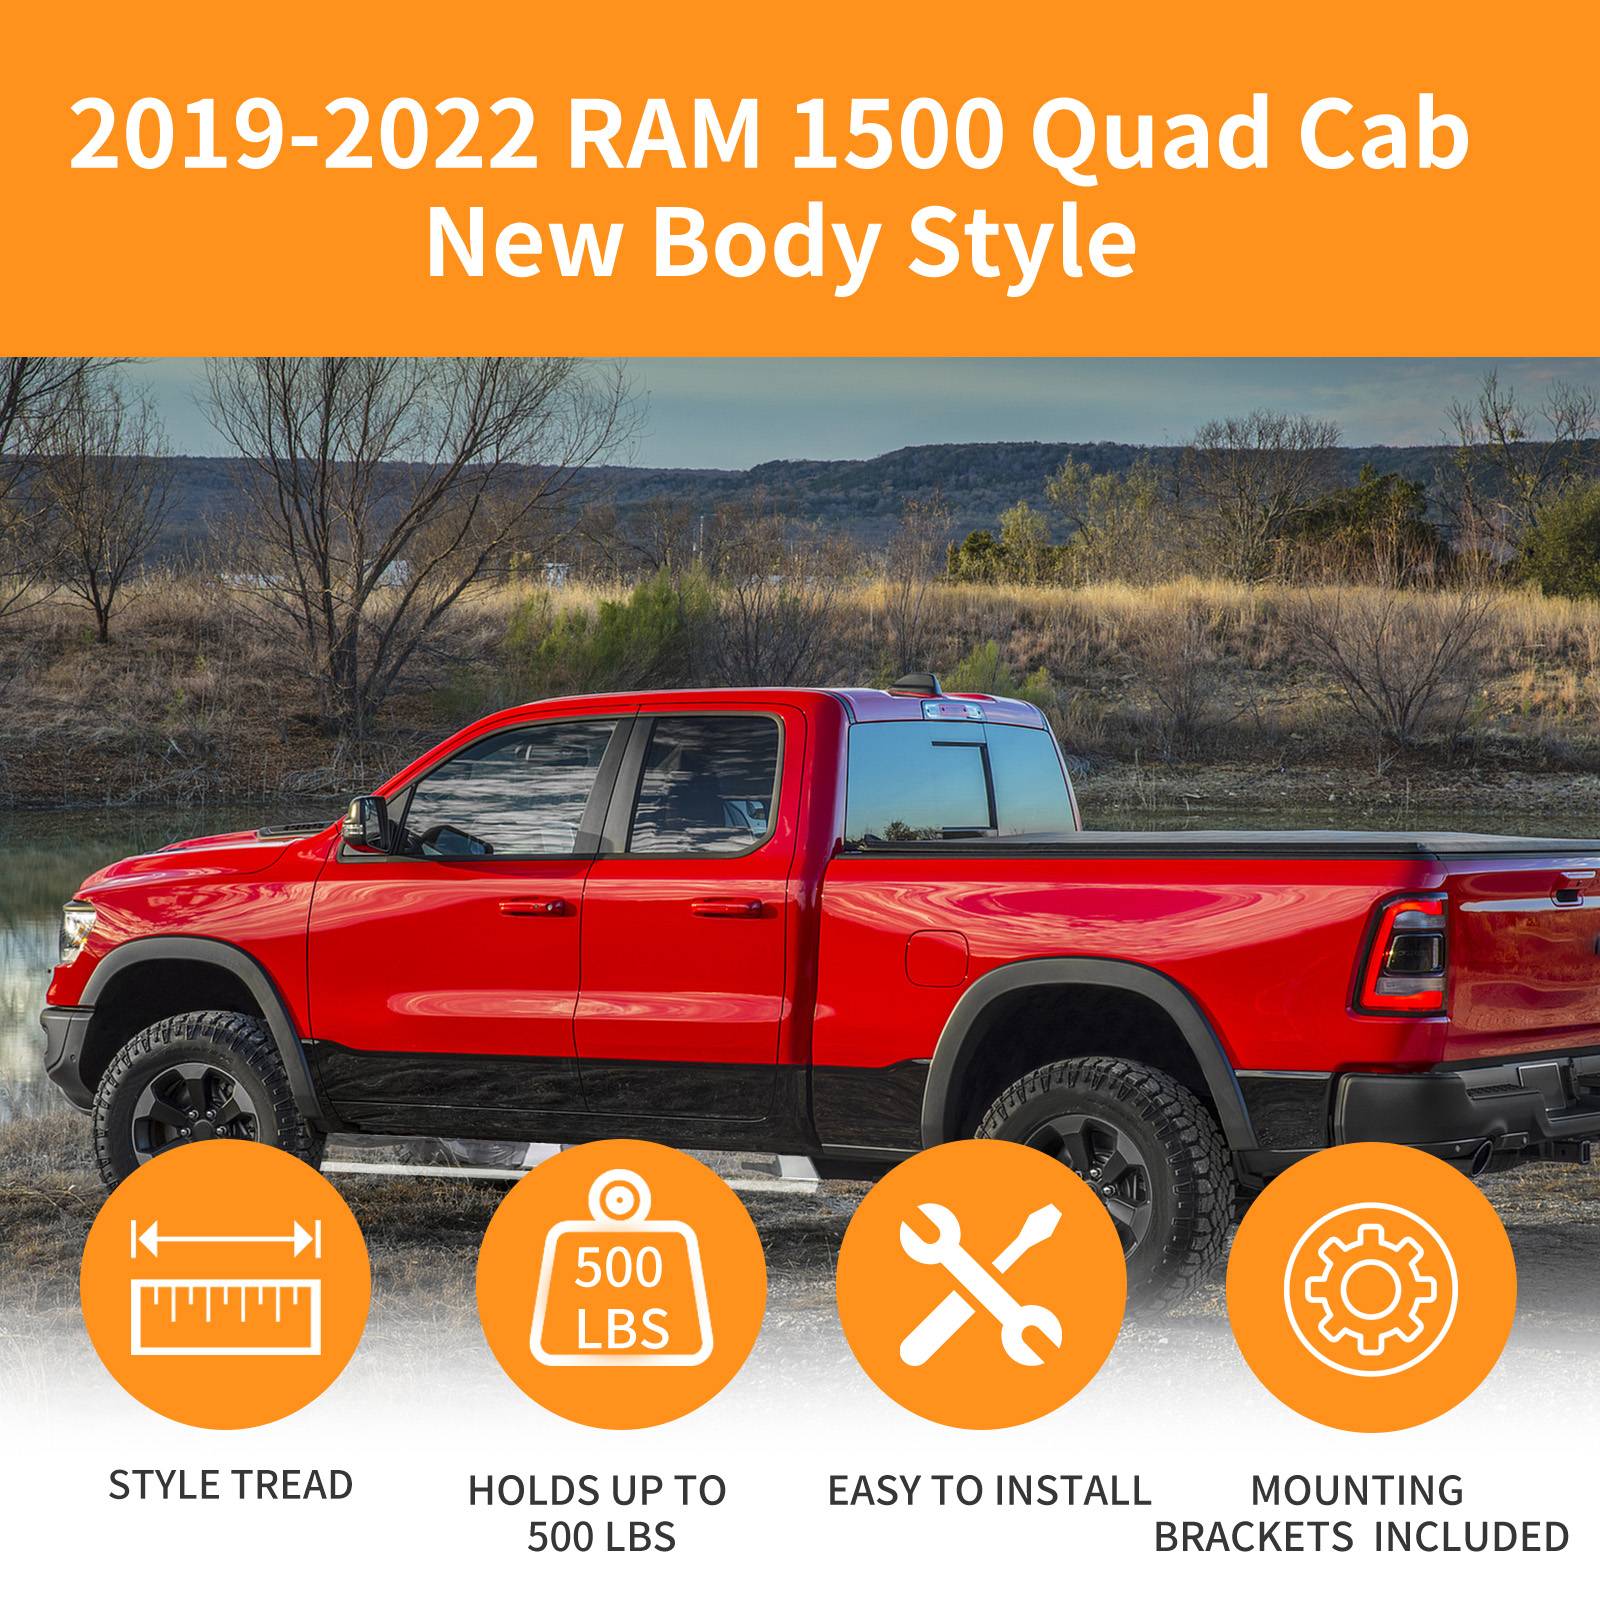 2019-2022 RAM 1500 Quad Cab
New Body Style
500
LBS
STYLE TREAD
HOLDS UP TO
500 LBS
EASY TO INSTALL
MOUNTING
BRACKETS INCLUDED